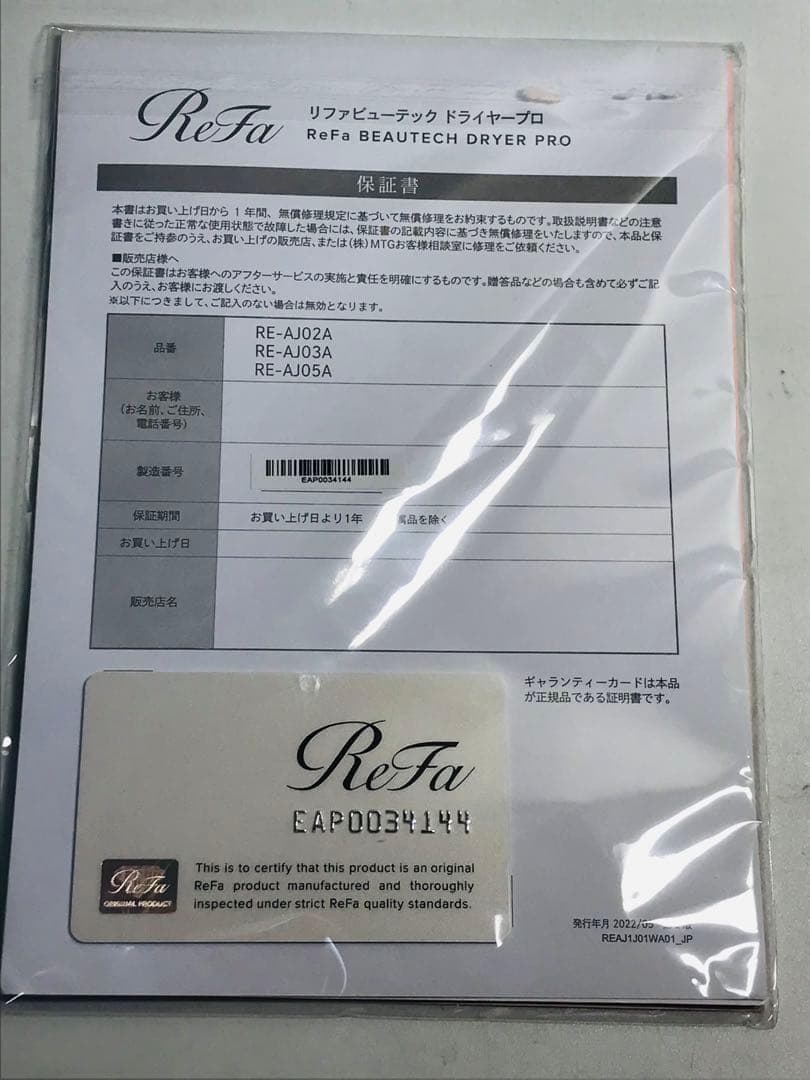 ReFa
リファビューテック ドライヤープロ
ReFa BEAUTECH DRYER PRO
保証書
本書はお買い上げ日から 1 年間、無償修理規定に基づいて無償修理をお約束するものです。取扱説明書などの注意
書きに従った正常な使用状態で故障した場合には、保証書の記載内容に基づき無償修理をいたしますので、本品と保
証書をご持参のうえ、お買い上げの販売店、または(株)MTGお客様相談室に修理をご依頼ください。
■販売店様へ
この保証書はお客様へのアフターサービスの実施と責任を明確にするものです。贈答品などの場合も含めて必ずご記
入のうえ、お客様にお渡しください。
※以下につきまして、ご記入のない場合は無効となります。
品番
RE-AJ02A
RE-AJ03A
RE-AJ05A
お客様
(お名前、ご住所、
電話番号)
製造番号
EAP0034144
保証期間
お買い上げ日より1年 属品を除く
お買い上げ日
販売店名
ギャランティーカードは本品
が正規品である証明書です。
ReFa
EAP0034144
ReFa
ORIGINAL PRODUCT
This is to certify that this product is an original
ReFa product manufactured and thoroughly
inspected under strict ReFa quality standards.
発行年月 2022/05
REAJ1J01WA01_JP